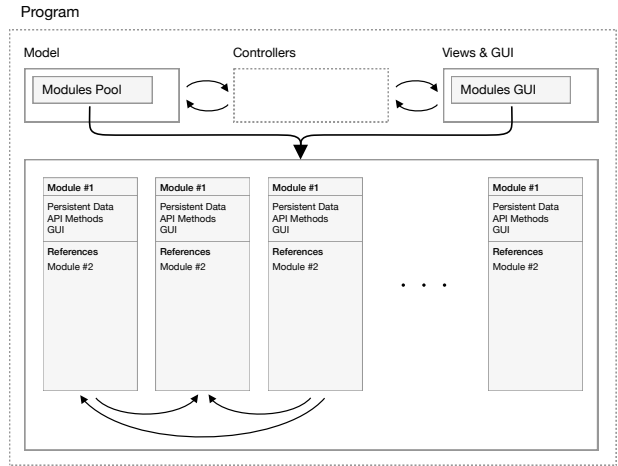 Program
Model
Controllers
Views & GUI
Modules Pool
Modules GUI
Module #1
Persistent Data
API Methods
GUI
References
Module #2
Module #1
Persistent Data
API Methods
GUI
References
Module #2
Module #1
Persistent Data
API Methods
GUI
References
Module #2
. . .
Module #1
Persistent Data
API Methods
GUI
References
Module #2